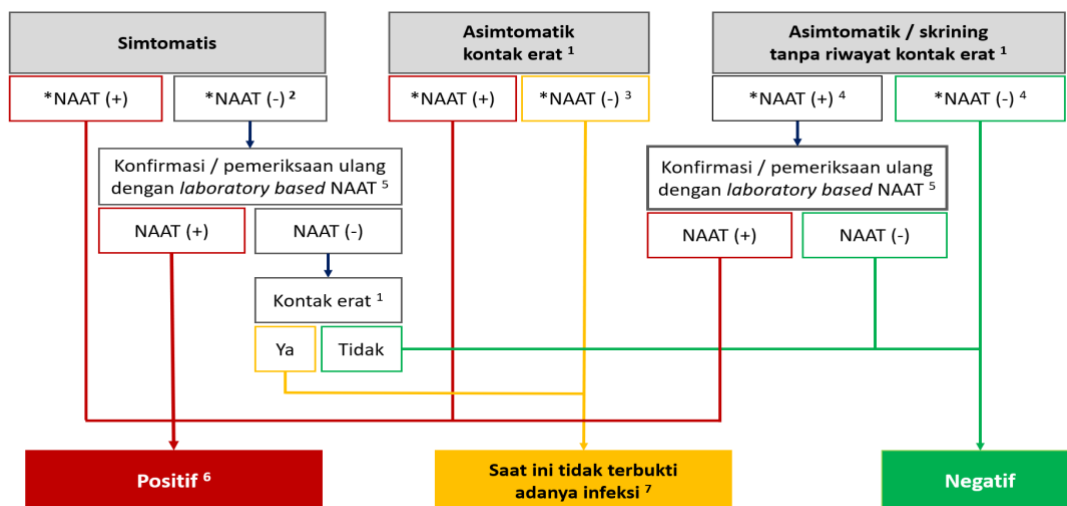 Simtomatis
Asimtomatik
kontak erat ¹
Asimtomatik / skrining
tanpa riwayat kontak erat ¹
*NAAT (+)
*NAAT (-) ²
*NAAT (+)
*NAAT (-) ³
*NAAT (+) ⁴
*NAAT (-) ⁴
Konfirmasi / pemeriksaan ulang
dengan laboratory based NAAT ⁵
Konfirmasi / pemeriksaan ulang
dengan laboratory based NAAT ⁵
NAAT (+)
NAAT (-)
NAAT (+)
NAAT (-)
Kontak erat ¹
Ya
Tidak
Positif ⁶
Saat ini tidak terbukti
adanya infeksi ⁷
Negatif